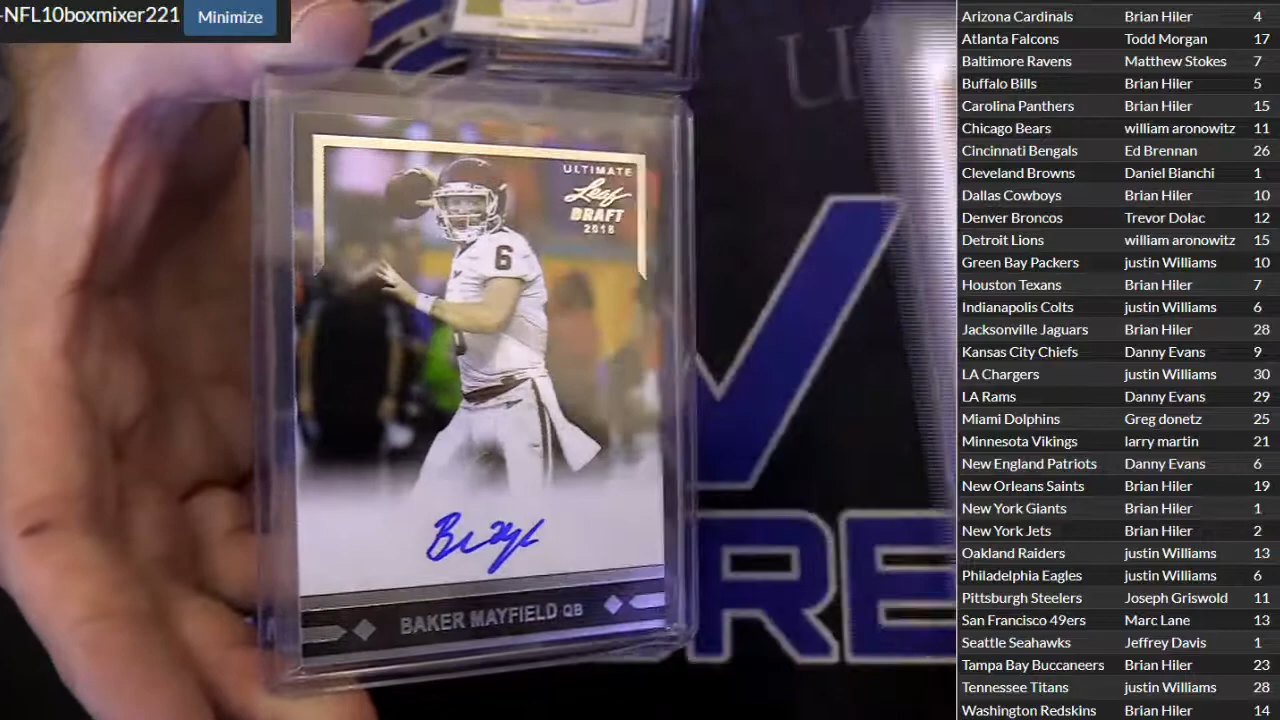 -NFL10boxmixer221 Minimize
ULTIMATE
Leaf
DRAFT
2018
6
BAKER MAYFIELD QB
RE
Arizona Cardinals Brian Hiler 4
Atlanta Falcons Todd Morgan 17
Baltimore Ravens Matthew Stokes 7
Buffalo Bills Brian Hiler 5
Carolina Panthers Brian Hiler 15
Chicago Bears william aronowitz 11
Cincinnati Bengals Ed Brennan 26
Cleveland Browns Daniel Bianchi 1
Dallas Cowboys Brian Hiler 10
Denver Broncos Trevor Dolac 12
Detroit Lions william aronowitz 15
Green Bay Packers justin Williams 10
Houston Texans Brian Hiler 7
Indianapolis Colts justin Williams 6
Jacksonville Jaguars Brian Hiler 28
Kansas City Chiefs Danny Evans 9
LA Chargers justin Williams 30
LA Rams Danny Evans 29
Miami Dolphins Greg donetz 25
Minnesota Vikings larry martin 21
New England Patriots Danny Evans 6
New Orleans Saints Brian Hiler 19
New York Giants Brian Hiler 1
New York Jets Brian Hiler 2
Oakland Raiders justin Williams 13
Philadelphia Eagles justin Williams 6
Pittsburgh Steelers Joseph Griswold 11
San Francisco 49ers Marc Lane 13
Seattle Seahawks Jeffrey Davis 1
Tampa Bay Buccaneers Brian Hiler 23
Tennessee Titans justin Williams 28
Washington Redskins Brian Hiler 14